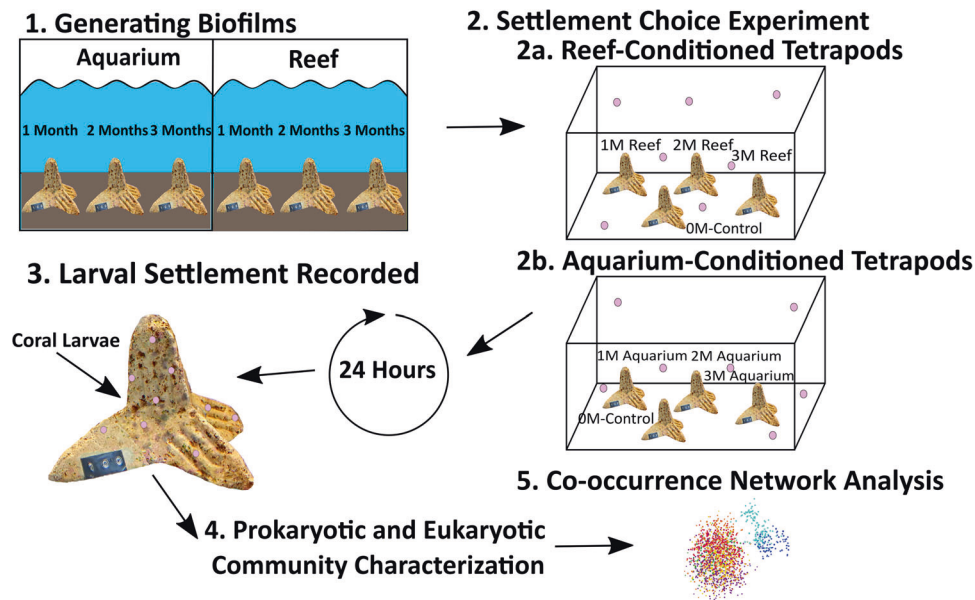 1. Generating Biofilms
Aquarium
Reef
1 Month 2 Months 3 Months
1 Month 2 Months 3 Months
2. Settlement Choice Experiment
2a. Reef-Conditioned Tetrapods
1M Reef 2M Reef
3M Reef
0M-Control
2b. Aquarium-Conditioned Tetrapods
1M Aquarium 2M Aquarium
3M Aquarium
0M-Control
3. Larval Settlement Recorded
Coral Larvae
24 Hours
4. Prokaryotic and Eukaryotic
Community Characterization
5. Co-occurrence Network Analysis